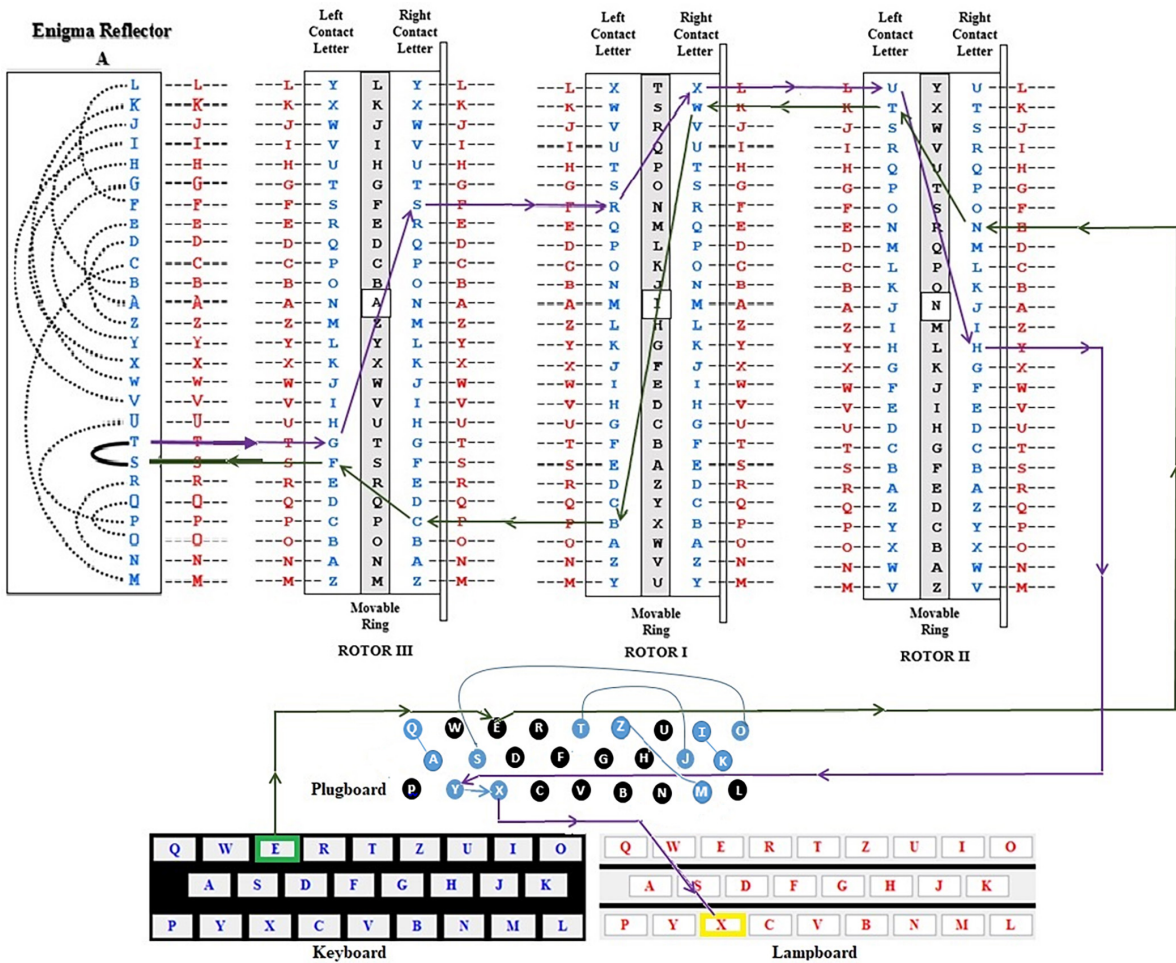 Enigma Reflector
A
Left Contact Letter
Right Contact Letter
Left Contact Letter
Right Contact Letter
Left Contact Letter
Right Contact Letter
L L L Y L Y L L X T X L L U Y U L
K K K X K X K K W S W K K T X T K
J J J W J W J J V R V J J S W S J
I I I V I V I I U Q U I I R V R I
H H H U H U H H T P T H H Q U Q H
G G G T G T G G S O S G G P T P G
F F F S F S F F R N R F F O S O F
E E E R E R E E Q M Q E E N R N E
D D D Q D Q D D P L P D D M Q M D
C C C P C P C C O K O C C L P L C
B B B O B O B B N J N B B K O K B
A A A N A N A A M I M A A J N J A
Z Z Z M Z M Z Z L H L Z Z I M I Z
Y Y Y L Y L Y Y K G K Y Y H L H Y
X X X K X K X X J F J X X G K G X
W W W J W J W W I E I W W F J F W
V V V I V I V V H D H V V E I E V
U U U H U H U U G C G U U D H D U
T T T G T G T T F B F T T C G C T
S S S F S F S S E A E S S B F B S
R R R E R E R R D Z D R R A E A R
Q Q Q D Q D Q Q C Y C Q Q Z D Z Q
P P P C P C P P B X B P P Y C Y P
O O O B O B O O A W A O O X B X O
N N N A N A N N Z V Z N N W A W N
M M M Z M Z M M Y U Y M M V Z V M
Movable Ring
ROTOR III
Movable Ring
ROTOR I
Movable Ring
ROTOR II
Q W E R T Z U I O
A S D F G H J K
Plugboard P Y X C V B N M L
Q W E R T Z U I O
A S D F G H J K
P Y X C V B N M L
Keyboard
Q W E R T Z U I O
A S D F G H J K
P Y X C V B N M L
Lampboard